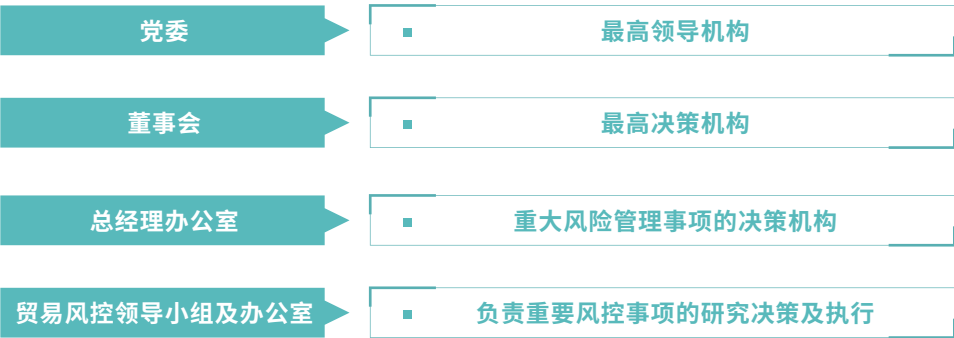 党委
最高领导机构
董事会
最高决策机构
总经理办公室
重大风险管理事项的决策机构
贸易风控领导小组及办公室
负责重要风控事项的研究决策及执行